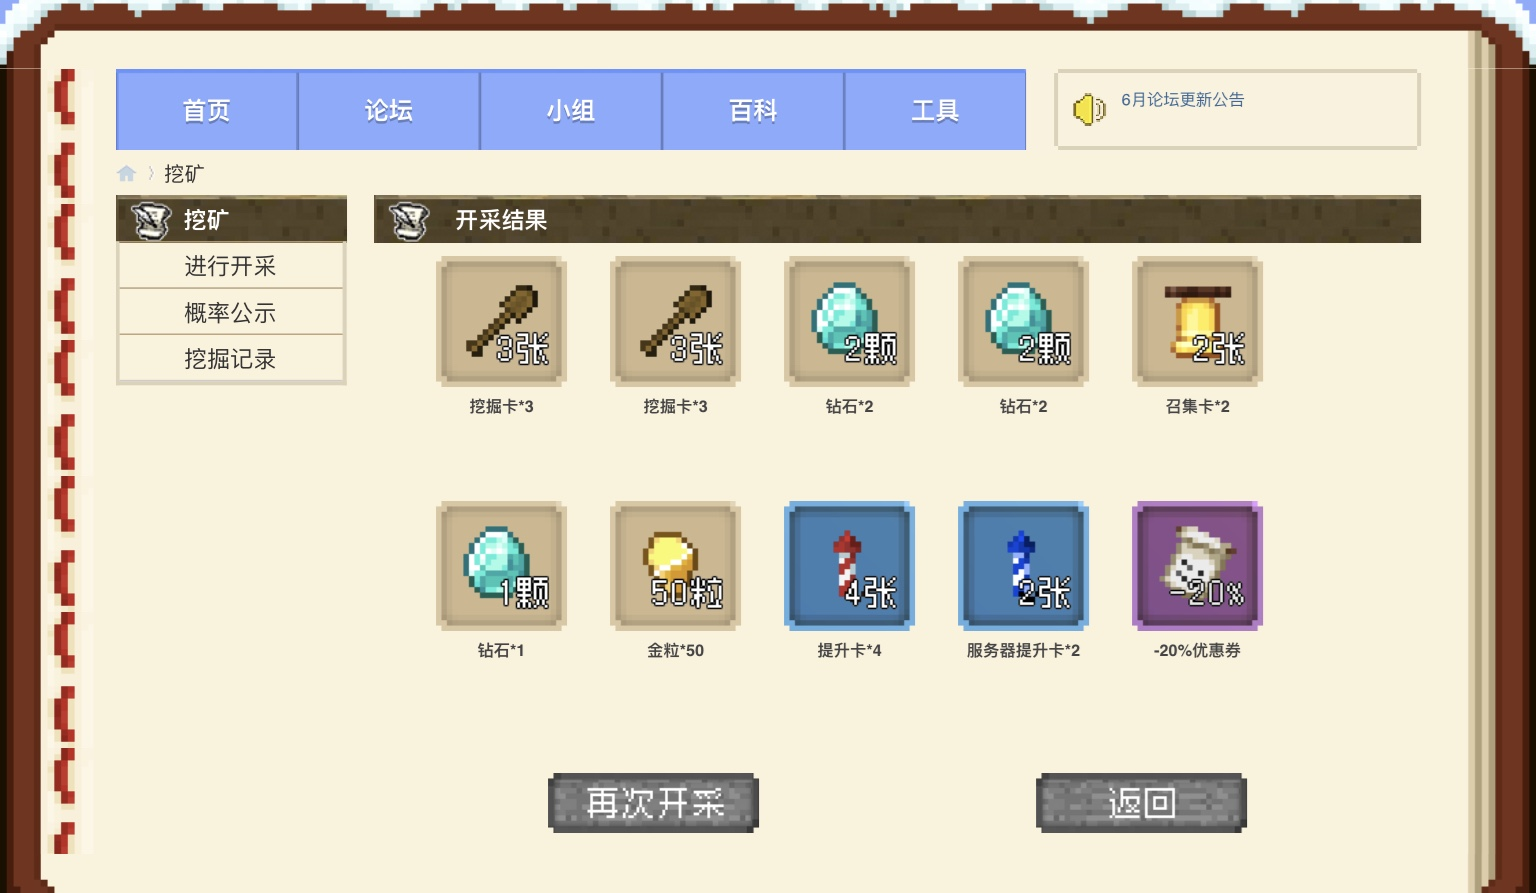 首页 论坛 小组 百科 工具
6月论坛更新公告
〉 挖矿
挖矿
进行开采
概率公示
挖掘记录
开采结果
3张 3张 2颗 2颗 2张
挖掘卡*3 挖掘卡*3 钻石*2 钻石*2 召集卡*2
1颗 50粒 4张 2张 -20%
钻石*1 金粒*50 提升卡*4 服务器提升卡*2 -20%优惠券
再次开采 返回